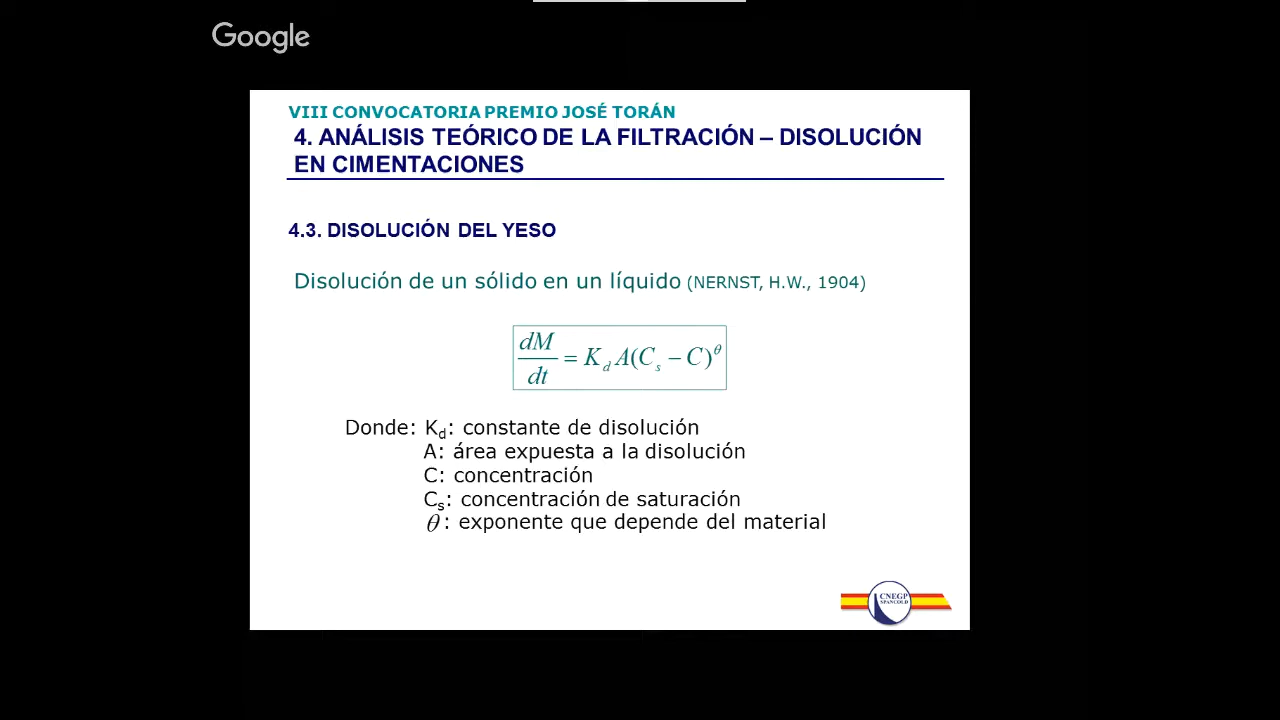 Google
VIII CONVOCATORIA PREMIO JOSÉ TORÁN
4. ANÁLISIS TEÓRICO DE LA FILTRACIÓN – DISOLUCIÓN
EN CIMENTACIONES
4.3. DISOLUCIÓN DEL YESO
Disolución de un sólido en un líquido (NERNST, H.W., 1904)
dM/dt = K_d A(C_s – C)^θ
Donde: K_d: constante de disolución
A: área expuesta a la disolución
C: concentración
C_s: concentración de saturación
θ: exponente que depende del material
CNEGP
SPANCOLD